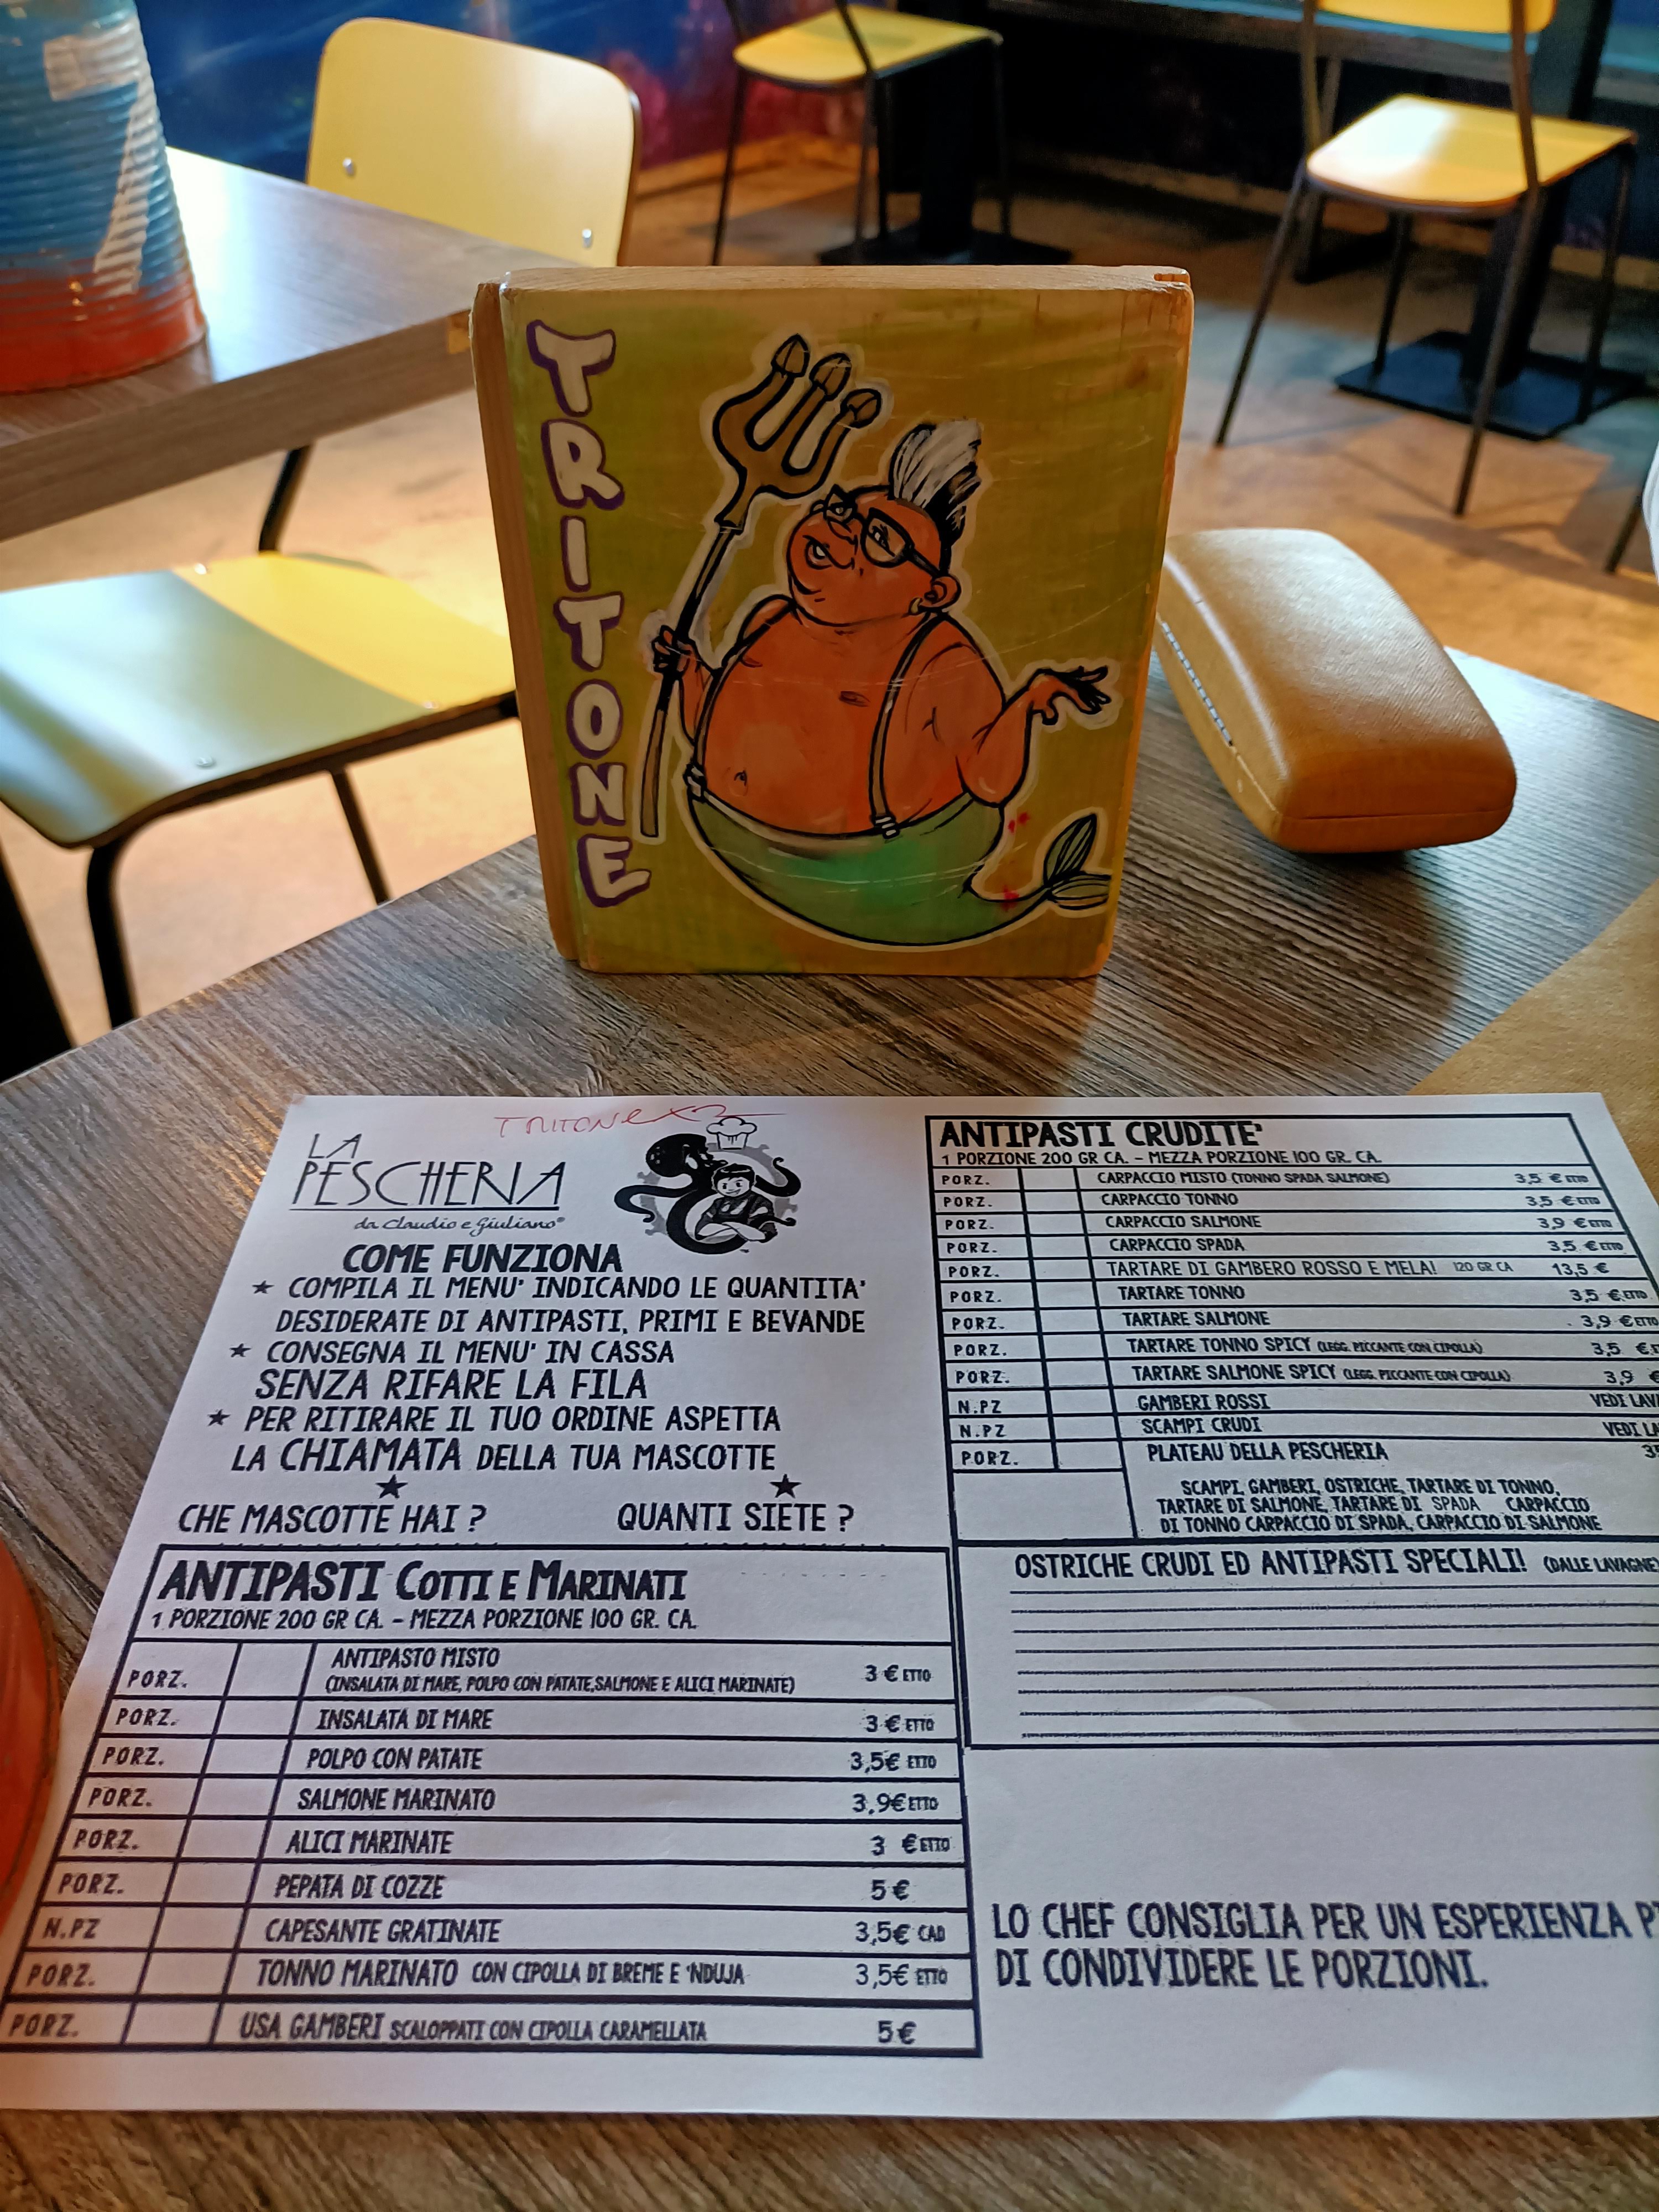 TRITONE
TRITONE X2
LA
PESCHERIA
da Claudio e Giuliano®
COME FUNZIONA
★ COMPILA IL MENU' INDICANDO LE QUANTITA'
DESIDERATE DI ANTIPASTI, PRIMI E BEVANDE
★ CONSEGNA IL MENU' IN CASSA
SENZA RIFARE LA FILA
★ PER RITIRARE IL TUO ORDINE ASPETTA
LA CHIAMATA DELLA TUA MASCOTTE
★ ★
CHE MASCOTTE HAI ? QUANTI SIETE ?
ANTIPASTI COTTI E MARINATI
1 PORZIONE 200 GR CA. - MEZZA PORZIONE 100 GR. CA.
PORZ. ANTIPASTO MISTO 3 € ETTO
(INSALATA DI MARE, POLPO CON PATATE,SALMONE E ALICI MARINATE)
PORZ. INSALATA DI MARE 3 € ETTO
PORZ. POLPO CON PATATE 3,5€ ETTO
PORZ. SALMONE MARINATO 3,9€ETTO
PORZ. ALICI MARINATE 3 €ETTO
PORZ. PEPATA DI COZZE 5€
N.PZ CAPESANTE GRATINATE 3,5€ CAD
PORZ. TONNO MARINATO CON CIPOLLA DI BREME E 'NDUJA 3,5€ ETTO
PORZ. USA GAMBERI SCALOPPATI CON CIPOLLA CARAMELLATA 5€
ANTIPASTI CRUDITE'
1 PORZIONE 200 GR CA. - MEZZA PORZIONE 100 GR. CA.
PORZ. CARPACCIO MISTO (TONNO SPADA SALMONE) 3,5 € ETTO
PORZ. CARPACCIO TONNO 3,5 €ETTO
PORZ. CARPACCIO SALMONE 3,9 €ETTO
PORZ. CARPACCIO SPADA 3,5 €ETTO
PORZ. TARTARE DI GAMBERO ROSSO E MELA! 120 GR CA 13,5 €
PORZ. TARTARE TONNO 3,5 €ETTO
PORZ. TARTARE SALMONE 3,9 €ETTO
PORZ. TARTARE TONNO SPICY (LEGG. PICCANTE CON CIPOLLA) 3,5 €
PORZ. TARTARE SALMONE SPICY (LEGG. PICCANTE CON CIPOLLA) 3,9 €
N.PZ GAMBERI ROSSI VEDI LAV
N.PZ SCAMPI CRUDI VEDI LA
PORZ. PLATEAU DELLA PESCHERIA
SCAMPI, GAMBERI, OSTRICHE, TARTARE DI TONNO,
TARTARE DI SALMONE, TARTARE DI SPADA CARPACCIO
DI TONNO CARPACCIO DI SPADA, CARPACCIO DI SALMONE
OSTRICHE CRUDI ED ANTIPASTI SPECIALI! (DALLE LAVAGNE
LO CHEF CONSIGLIA PER UN ESPERIENZA
DI CONDIVIDERE LE PORZIONI.